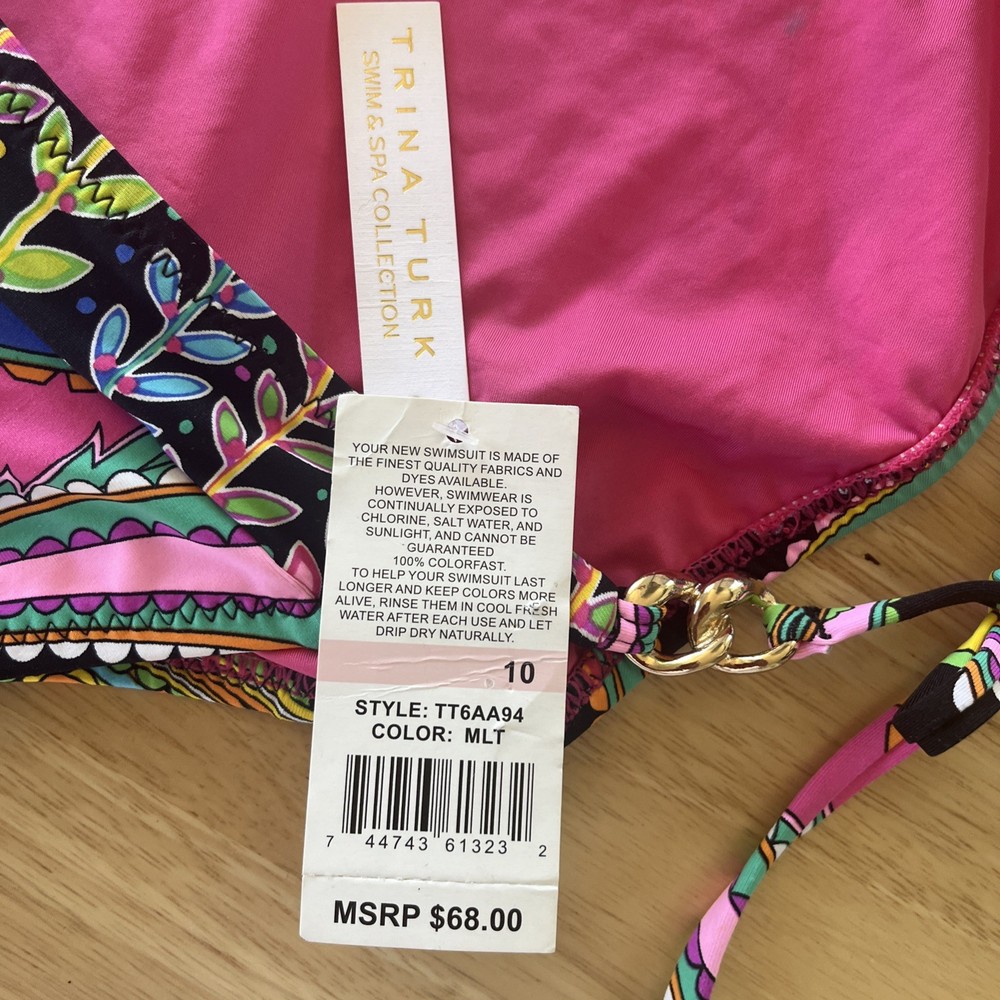 TRINA TURK
SWIM & SPA COLLECTION
YOUR NEW SWIMSUIT IS MADE OF
THE FINEST QUALITY FABRICS AND
DYES AVAILABLE.
HOWEVER, SWIMWEAR IS
CONTINUALLY EXPOSED TO
CHLORINE, SALT WATER, AND
SUNLIGHT, AND CANNOT BE
GUARANTEED
100% COLORFAST.
TO HELP YOUR SWIMSUIT LAST
LONGER AND KEEP COLORS MORE
ALIVE, RINSE THEM IN COOL FRESH
WATER AFTER EACH USE AND LET
DRIP DRY NATURALLY.
10
STYLE: TT6AA94
COLOR: MLT
7 44743 61323 2
MSRP $68.00